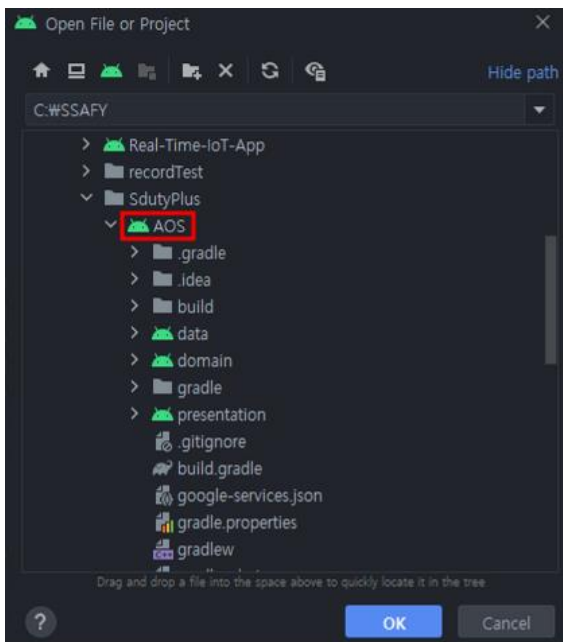 Open File or Project
Hide path
C:₩SSAFY
Real-Time-IoT-App
recordTest
SdutyPlus
AOS
.gradle
.idea
build
data
domain
gradle
presentation
.gitignore
build.gradle
google-services.json
gradle.properties
gradlew
Drag and drop a file into the space above to quickly locate it in the tree
? OK Cancel